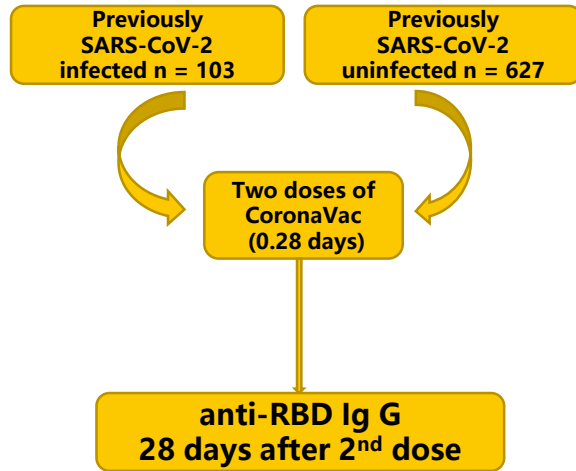 Previously
SARS-CoV-2
infected n = 103
Previously
SARS-CoV-2
uninfected n = 627
Two doses of
CoronaVac
(0.28 days)
anti-RBD Ig G
28 days after 2nd dose